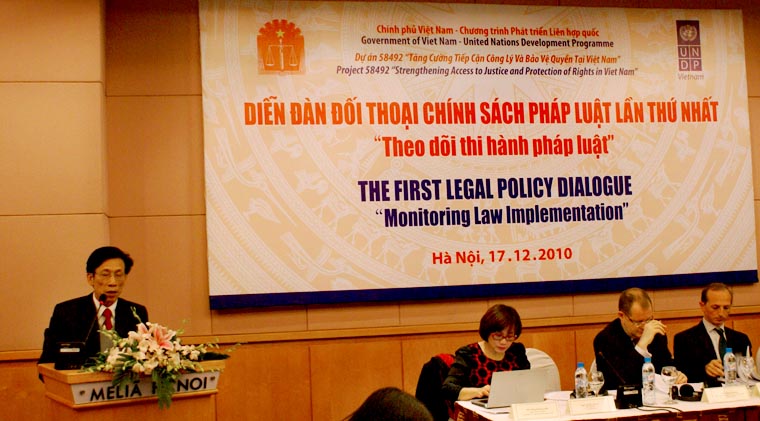 Chính phủ Việt Nam - Chương trình Phát triển Liên hợp quốc
Government of Viet Nam - United Nations Development Programme
Dự án 58492 "Tăng Cường Tiếp Cận Công Lý Và Bảo Vệ Quyền Tại Việt Nam"
Project 58492 "Strengthening Access to Justice and Protection of Rights in Viet Nam"
UN
DP
Vietnam
DIỄN ĐÀN ĐỐI THOẠI CHÍNH SÁCH PHÁP LUẬT LẦN THỨ NHẤT
"Theo dõi thi hành pháp luật"
THE FIRST LEGAL POLICY DIALOGUE
"Monitoring Law Implementation"
Hà Nội, 17.12.2010
MELIÃ HANOI